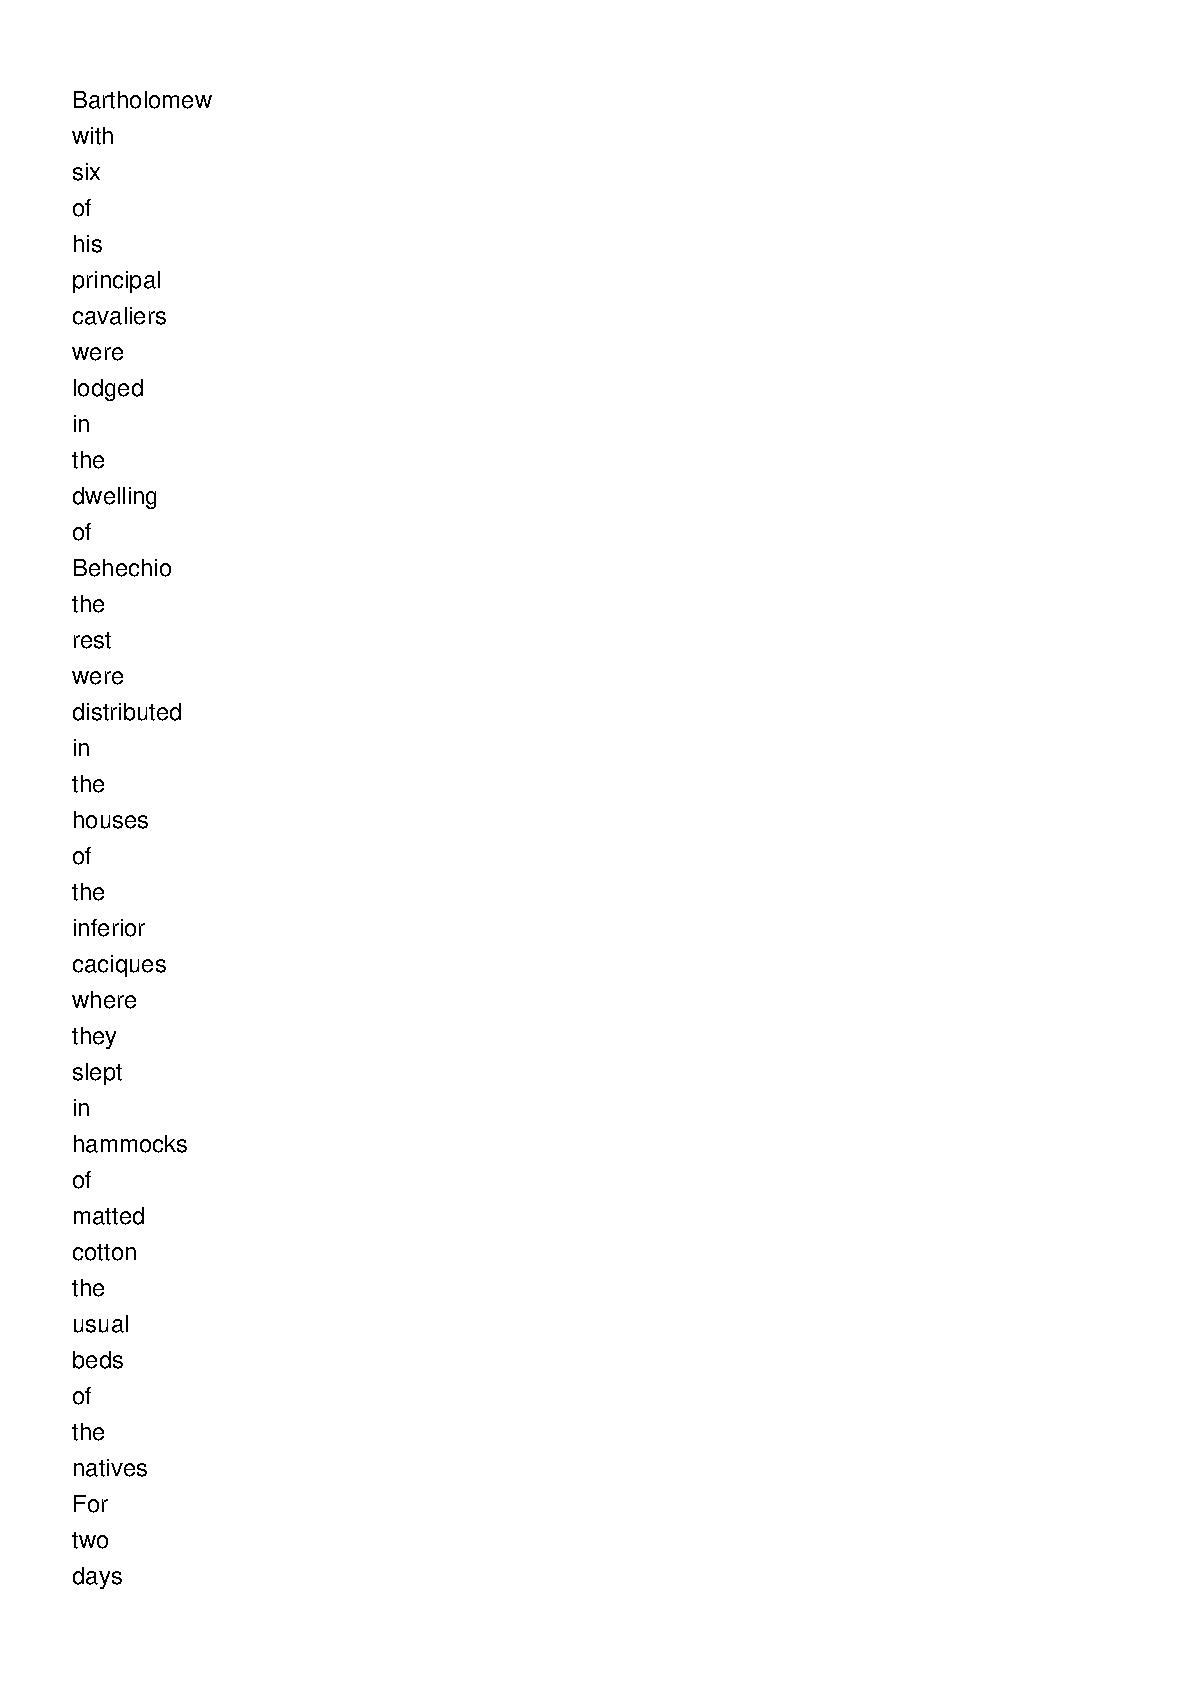 Bartholomew
with
six
of
his
principal
cavaliers
were
lodged
in
the
dwelling
of
Behechio
the
rest
were
distributed
in
the
houses
of
the
inferior
caciques
where
they
slept
in
hammocks
of
matted
cotton
the
usual
beds
of
the
natives
For
two
days